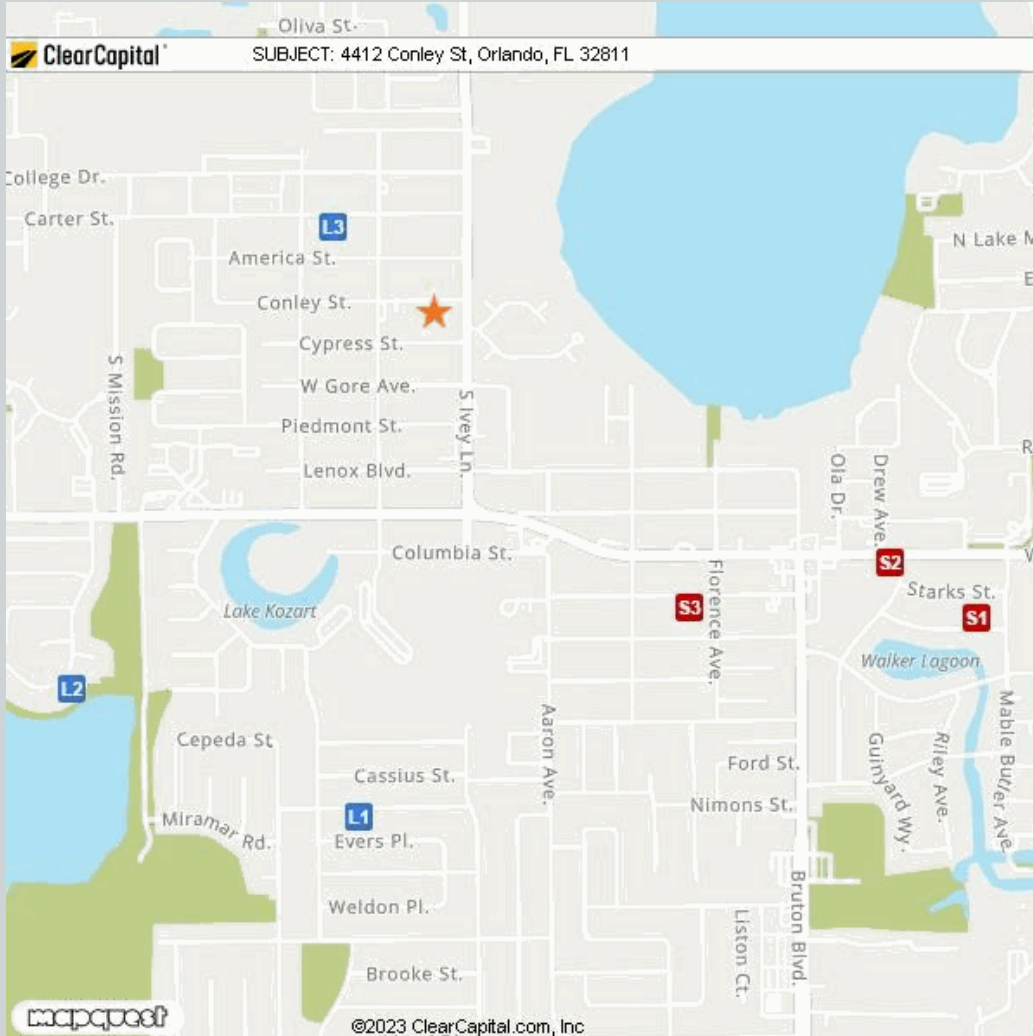 Oliva St.
ClearCapital
SUBJECT: 4412 Conley St, Orlando, FL 32811
College Dr.
Carter St.
L3
N Lake M
America St.
E
Conley St.
Cypress St.
S Mission Rd.
W Gore Ave.
S Ivey Ln.
Piedmont St.
Lenox Blvd.
R
Ola Dr.
Drew Ave.
Columbia St.
W
S2
Florence Ave.
Starks St.
S3
S1
Lake Kozart
Walker Lagoon
L2
Cepeda St
Aaron Ave.
Mable Butler Ave
Guinyard Wy.
Riley Ave.
Ford St.
Cassius St.
Nimons St.
L1
Miramar Rd.
Evers Pl.
Bruton Blvd.
Weldon Pl.
Liston Ct.
Brooke St.
mapquest
©2023 ClearCapital.com, Inc